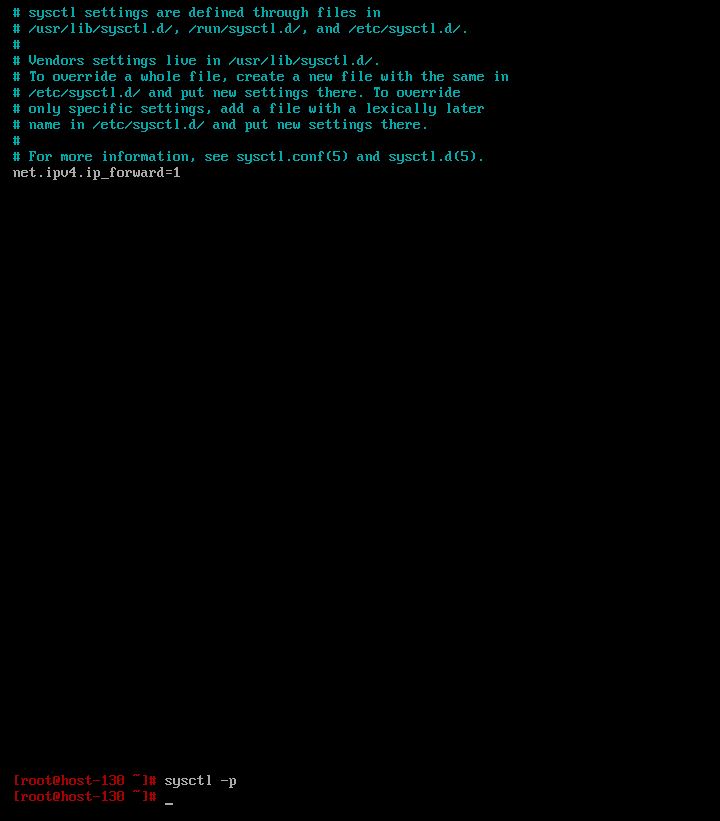 # sysctl settings are defined through files in
# /usr/lib/sysctl.d/, /run/sysctl.d/, and /etc/sysctl.d/.
#
# Vendors settings live in /usr/lib/sysctl.d/.
# To override a whole file, create a new file with the same in
# /etc/sysctl.d/ and put new settings there. To override
# only specific settings, add a file with a lexically later
# name in /etc/sysctl.d/ and put new settings there.
#
# For more information, see sysctl.conf(5) and sysctl.d(5).
net.ipv4.ip_forward=1
[root@host-130 ~]# sysctl -p
[root@host-130 ~]# _